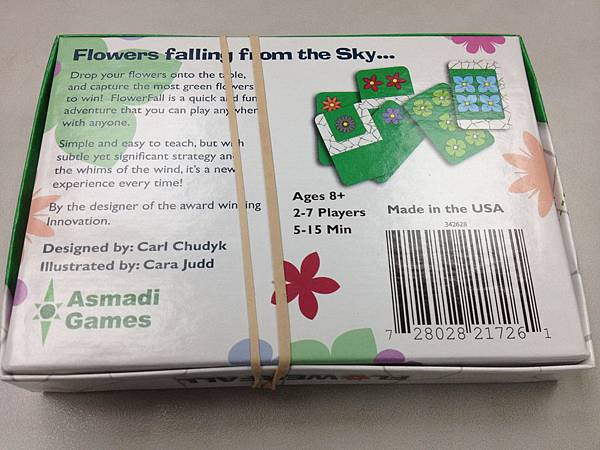 Flowers falling from the Sky...
Drop your flowers onto the table,
and capture the most green flowers
to win! FlowerFall is a quick and fun
adventure that you can play anywher
with anyone.
Simple and easy to teach, but with
subtle yet significant strategy and
the whims of the wind, it's a new
experience every time!
By the designer of the award winning
Innovation.
Designed by: Carl Chudyk
Illustrated by: Cara Judd
Asmadi
Games
Ages 8+
2-7 Players
5-15 Min
Made in the USA
342628
7 28028 21726 1
FLOWERFALL